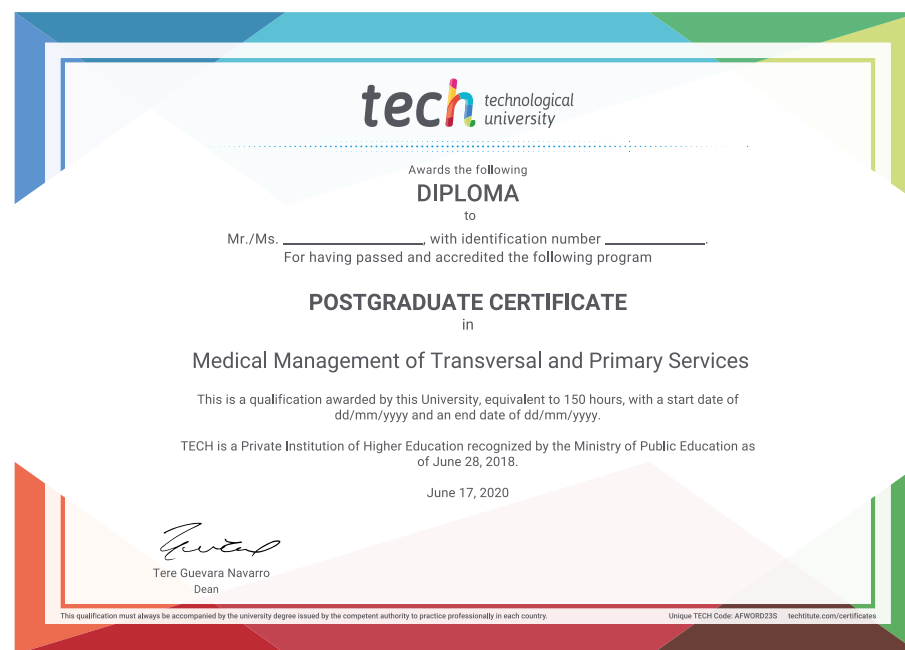 tech technological
university
Awards the following
DIPLOMA
to
Mr./Ms. ____________________, with identification number ______________.
For having passed and accredited the following program
POSTGRADUATE CERTIFICATE
in
Medical Management of Transversal and Primary Services
This is a qualification awarded by this University, equivalent to 150 hours, with a start date of
dd/mm/yyyy and an end date of dd/mm/yyyy.
TECH is a Private Institution of Higher Education recognized by the Ministry of Public Education as
of June 28, 2018.
June 17, 2020
Tere Guevara Navarro
Dean
This qualification must always be accompanied by the university degree issued by the competent authority to practice professionally in each country.
Unique TECH Code: AFWORD23S techtitute.com/certificates